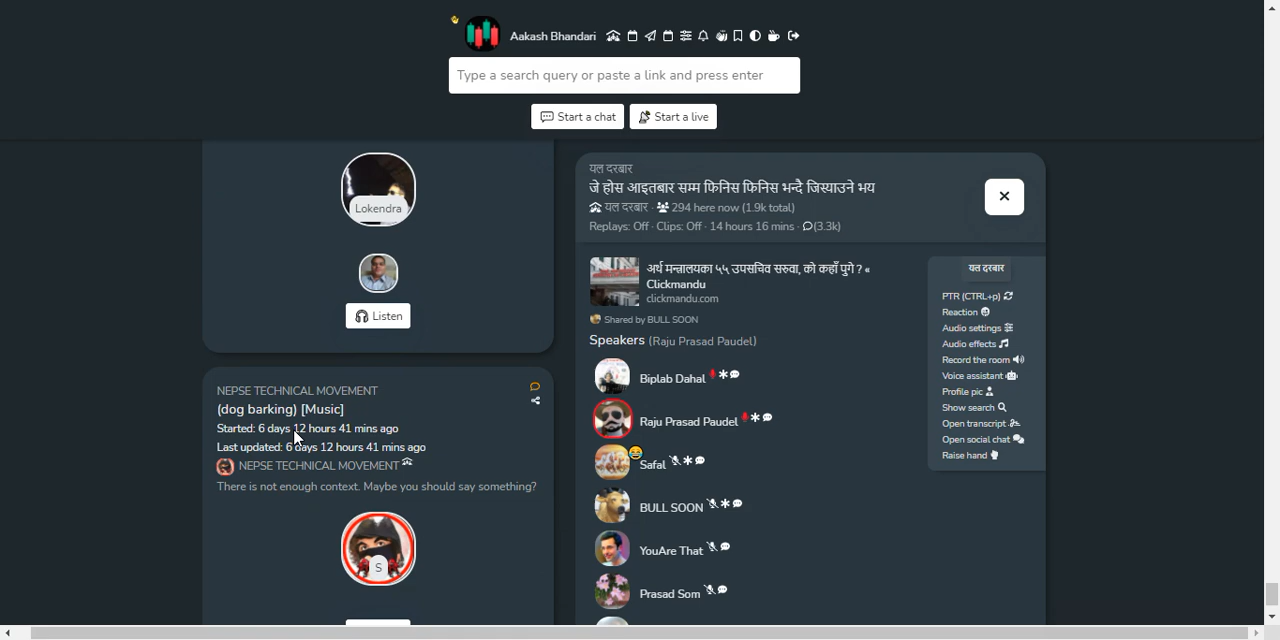 Aakash Bhandari
Type a search query or paste a link and press enter
Start a chat
Start a live
Lokendra
Listen
NEPSE TECHNICAL MOVEMENT
(dog barking) [Music]
Started: 6 days 12 hours 41 mins ago
Last updated: 6 days 12 hours 41 mins ago
NEPSE TECHNICAL MOVEMENT
There is not enough context. Maybe you should say something?
S
यल दरबार
जे होस आइतबार सम्म फिनिस फिनिस भन्दै जिस्याउने भय
यल दरबार · 294 here now (1.9k total)
Replays: Off · Clips: Off · 14 hours 16 mins · (3.3k)
अर्थ मन्त्रालयका ५५ उपसचिव सरुवा, को कहाँ पुगे ? «
Clickmandu
clickmandu.com
Shared by BULL SOON
Speakers (Raju Prasad Paudel)
Biplab Dahal
Raju Prasad Paudel
Safal
BULL SOON
YouAre That
Prasad Som
यल दरबार
PTR (CTRL+p)
Reaction
Audio settings
Audio effects
Record the room
Voice assistant
Profile pic
Show search
Open transcript
Open social chat
Raise hand